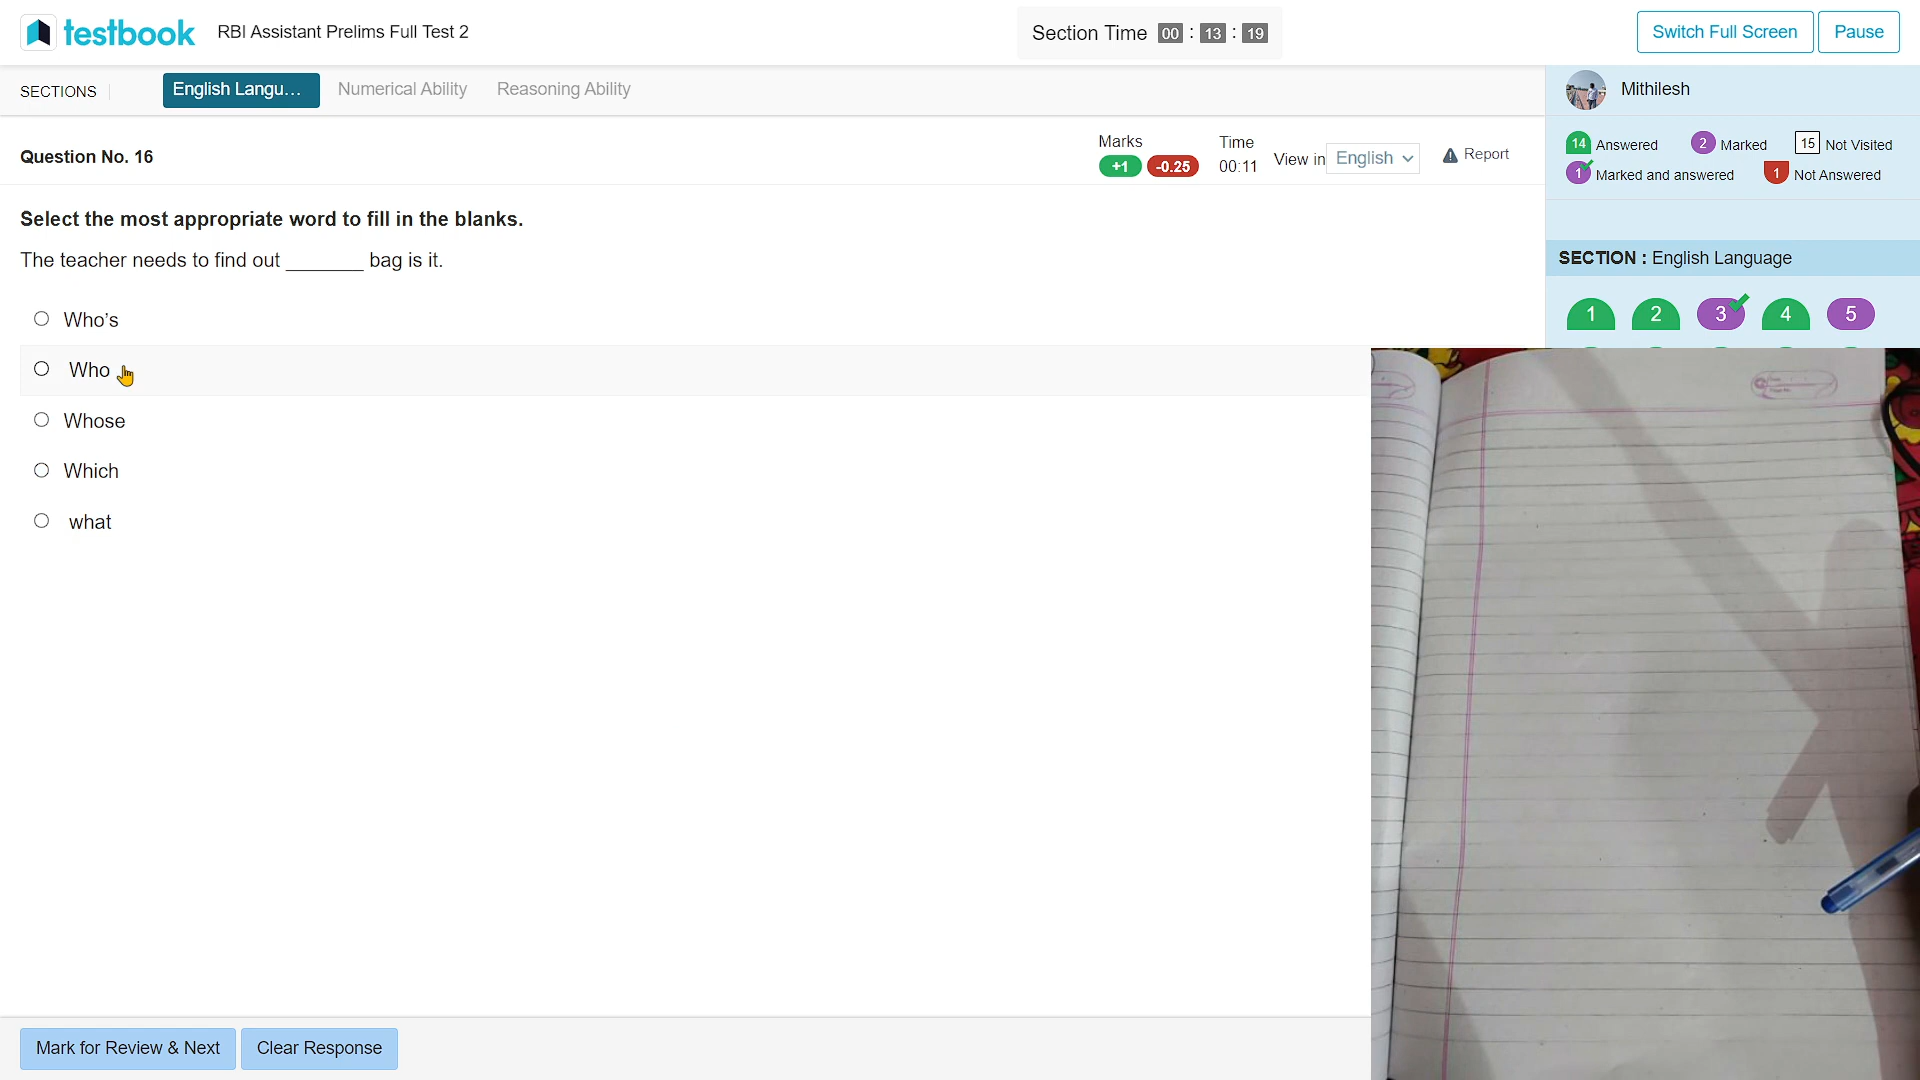 testbook
RBI Assistant Prelims Full Test 2
Section Time 00 : 13 : 19
Switch Full Screen
Pause
SECTIONS
English Langu...
Numerical Ability
Reasoning Ability
Mithilesh
Question No. 16
Marks
+1 -0.25
Time
00:11
View in English
Report
14 Answered
2 Marked
15 Not Visited
1 Marked and answered
1 Not Answered
Select the most appropriate word to fill in the blanks.
The teacher needs to find out _______ bag is it.
SECTION : English Language
1 2 3 4 5
Who's
Who
Whose
Which
what
Mark for Review & Next
Clear Response